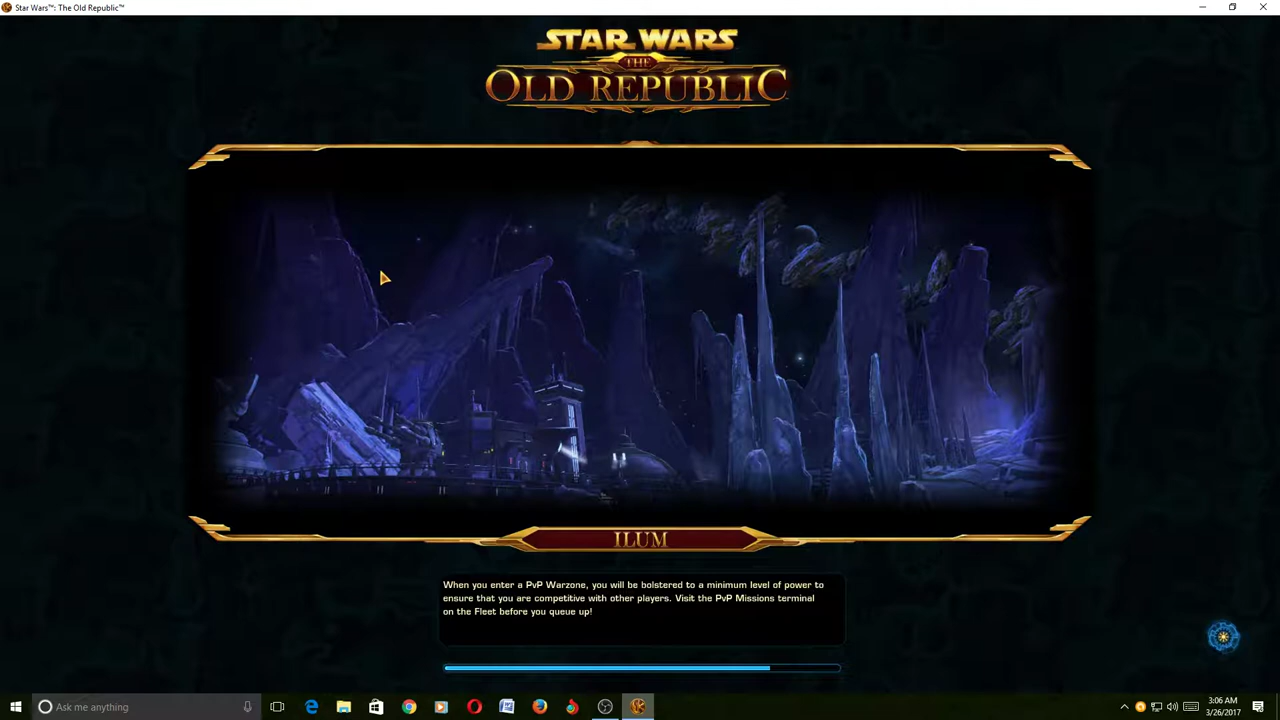 Star Wars™: The Old Republic™
STAR WARS
THE
OLD REPUBLIC™
ILUM
When you enter a PvP Warzone, you will be bolstered to a minimum level of power to
ensure that you are competitive with other players. Visit the PvP Missions terminal
on the Fleet before you queue up!
Ask me anything
3:06 AM
3/26/2017